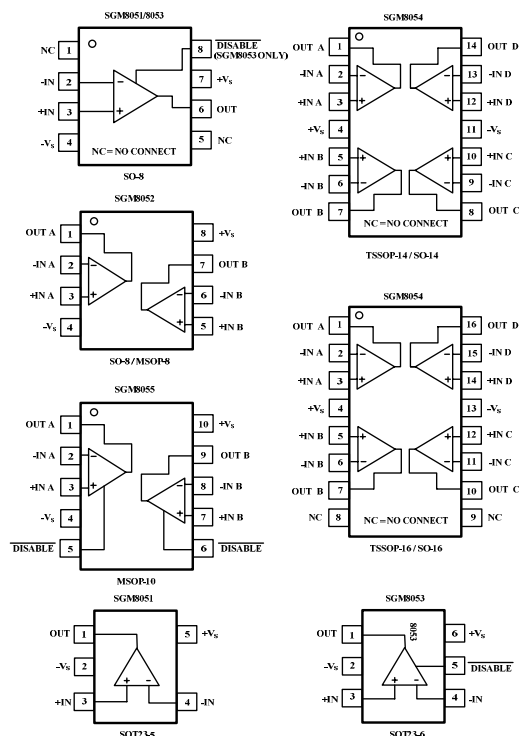 SGM8051/8053
NC 1 8 DISABLE (SGM8053 ONLY)
-IN 2 − 7 +VS
+IN 3 + 6 OUT
-VS 4 5 NC
NC = NO CONNECT
SO-8
SGM8054
OUT A 1 14 OUT D
-IN A 2 − − 13 -IN D
+IN A 3 + + 12 +IN D
+VS 4 11 -VS
+IN B 5 + + 10 +IN C
-IN B 6 − − 9 -IN C
OUT B 7 8 OUT C
NC = NO CONNECT
TSSOP-14 / SO-14
SGM8052
OUT A 1 8 +VS
-IN A 2 − 7 OUT B
+IN A 3 + − 6 -IN B
-VS 4 + 5 +IN B
SO-8 / MSOP-8
SGM8054
OUT A 1 16 OUT D
-IN A 2 − − 15 -IN D
+IN A 3 + + 14 +IN D
+VS 4 13 -VS
+IN B 5 + + 12 +IN C
-IN B 6 − − 11 -IN C
OUT B 7 10 OUT C
NC 8 9 NC
NC = NO CONNECT
TSSOP-16 / SO-16
SGM8055
OUT A 1 10 +VS
-IN A 2 − 9 OUT B
+IN A 3 + − 8 -IN B
-VS 4 + 7 +IN B
DISABLE 5 6 DISABLE
MSOP-10
SGM8051
OUT 1 5 +VS
-VS 2
+IN 3 + − 4 -IN
SOT23-5
SGM8053
OUT 1 8053 6 +VS
-VS 2 5 DISABLE
+IN 3 + − 4 -IN
SOT23-6